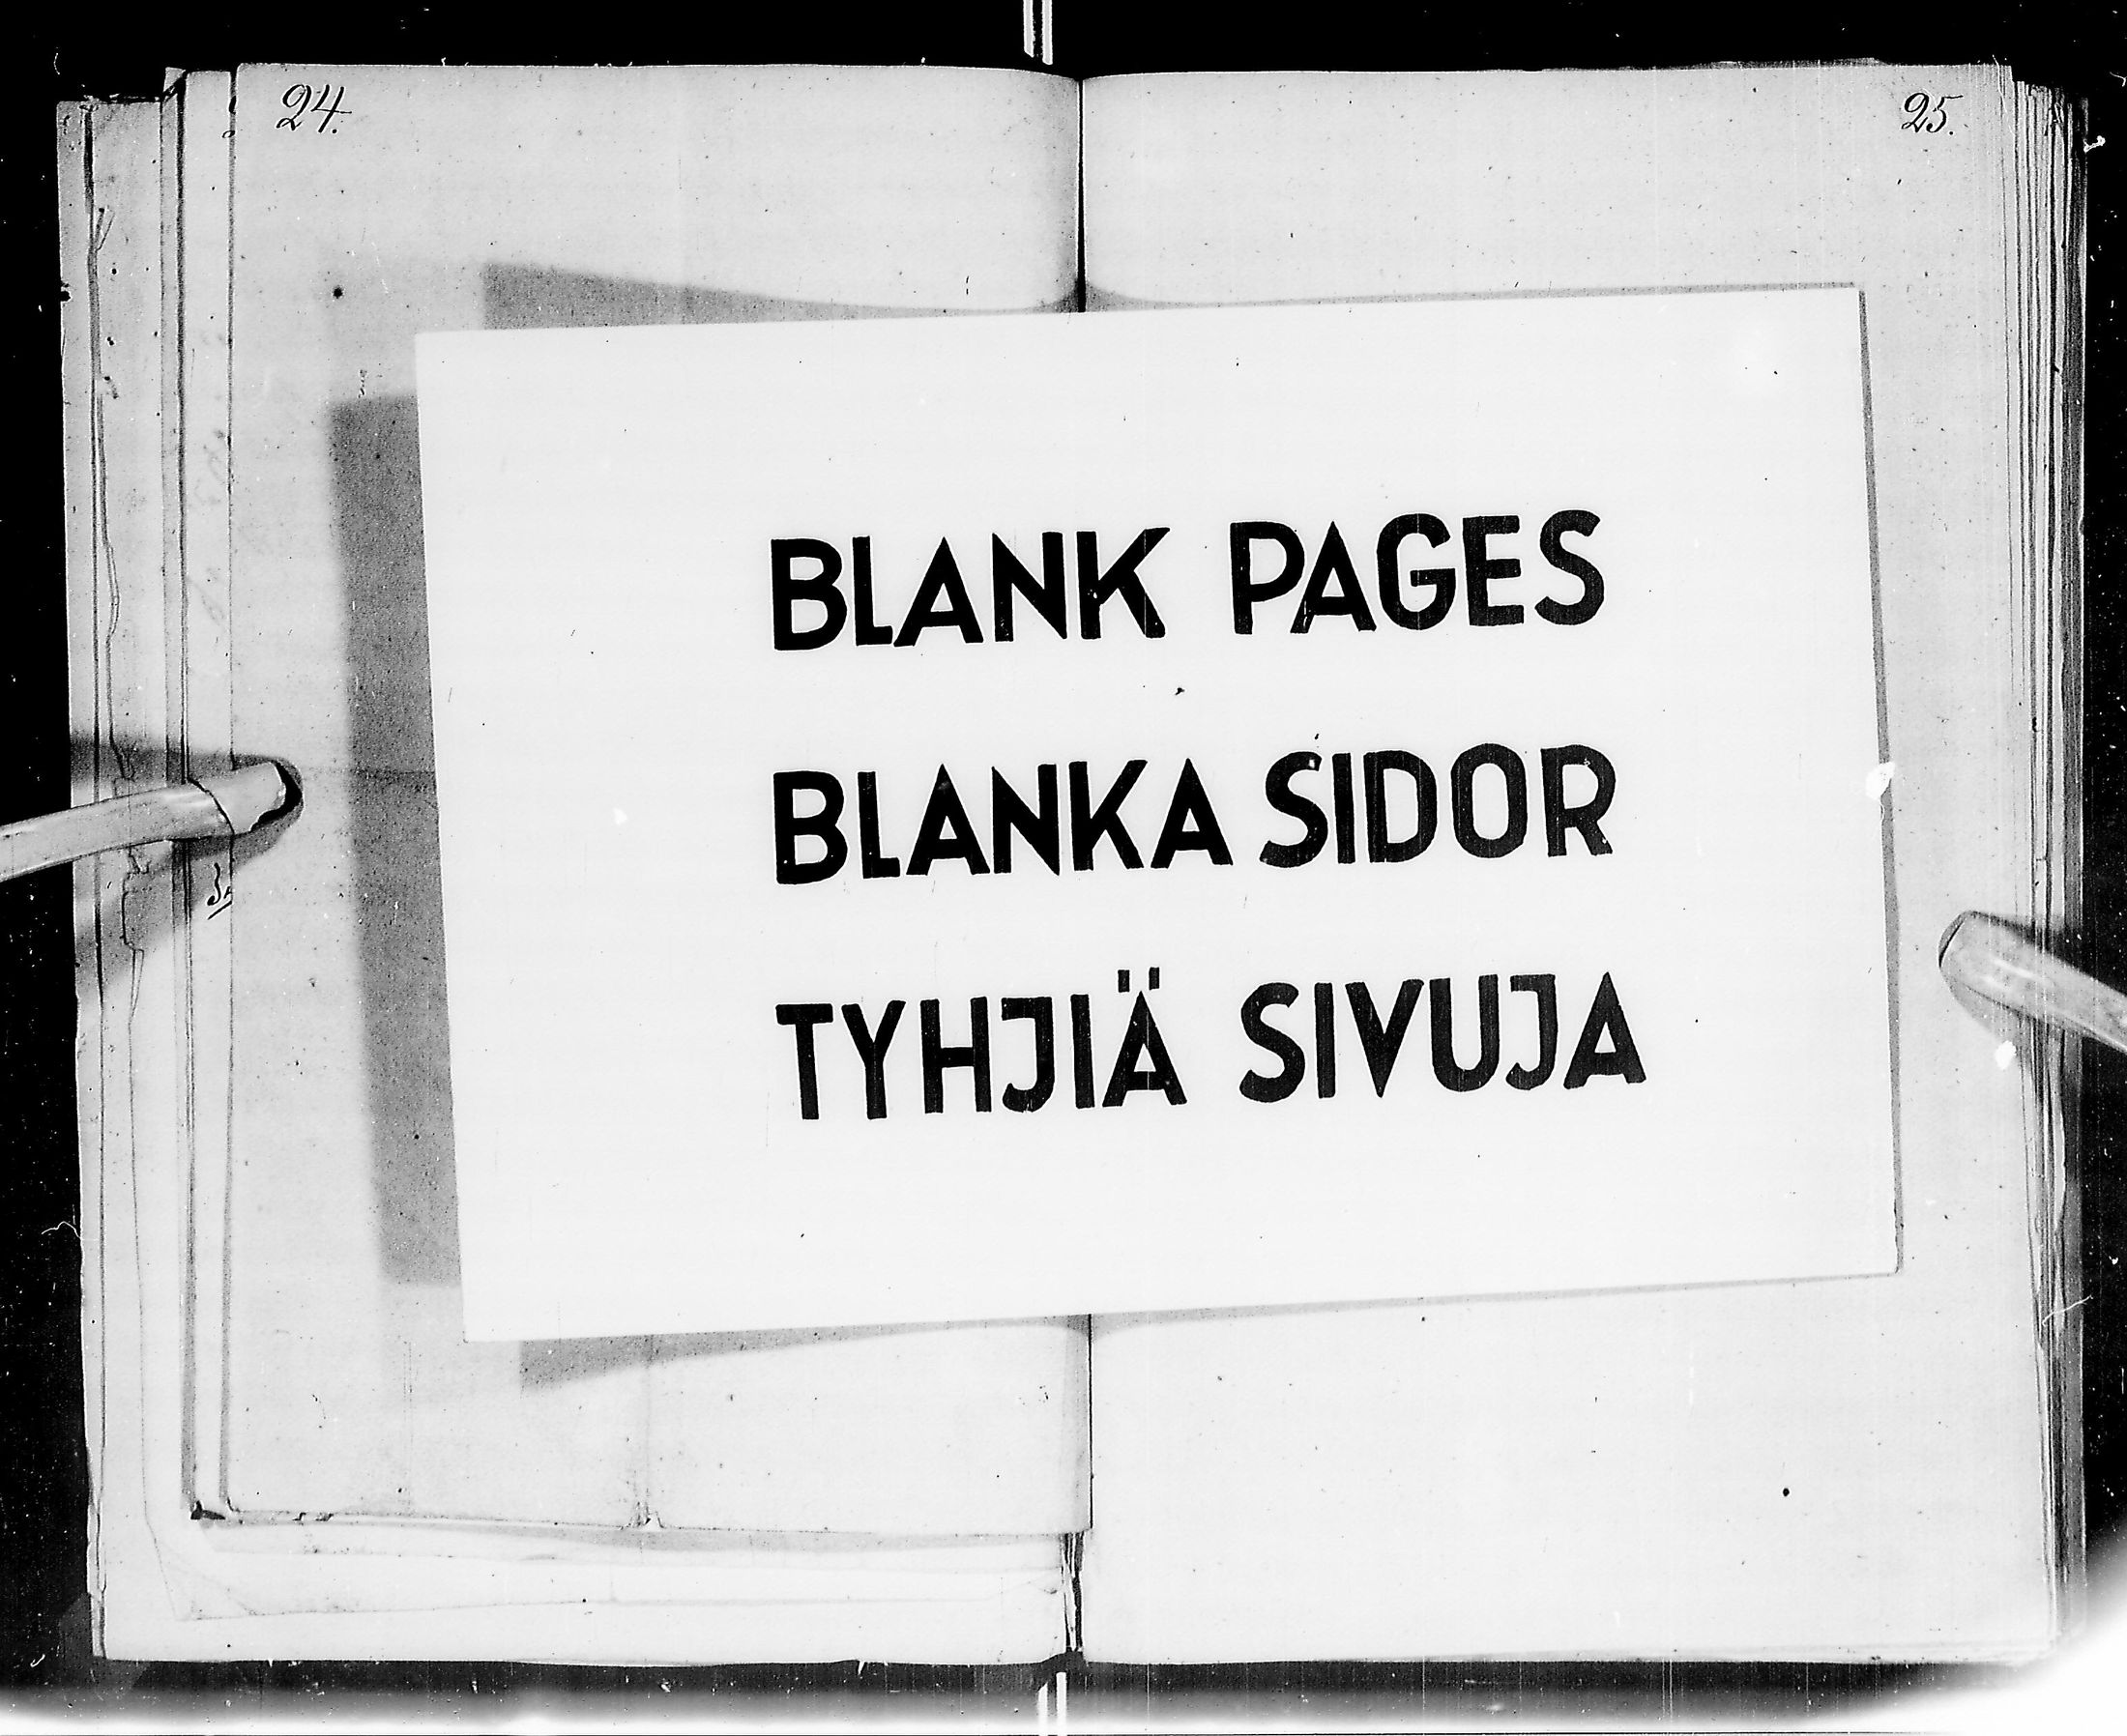 24.
25.
BLANK PAGES
BLANKA SIDOR
TYHJIÄ SIVUJA